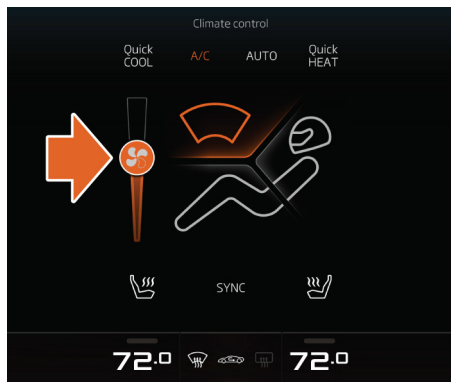 Climate control
Quick COOL
A/C
AUTO
Quick HEAT
SYNC
72.0
72.0